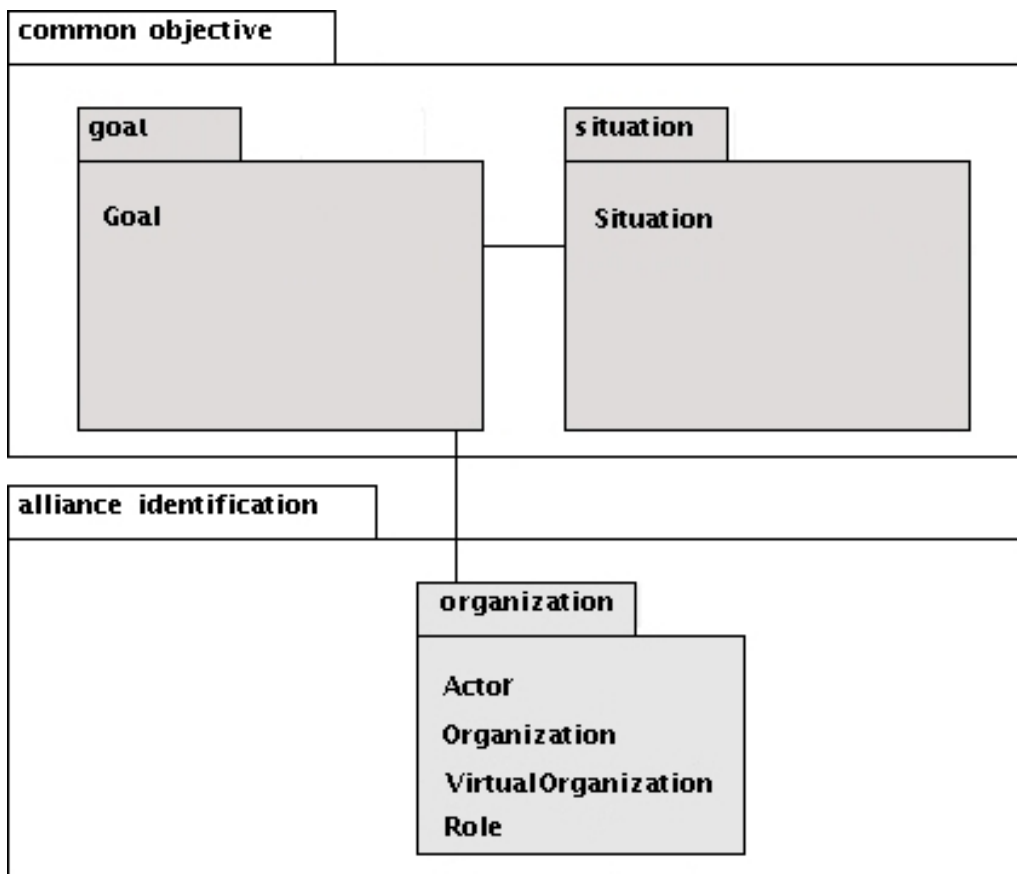 common objective
goal
situation
Goal
Situation
alliance identification
organization
Actor
Organization
VirtualOrganization
Role